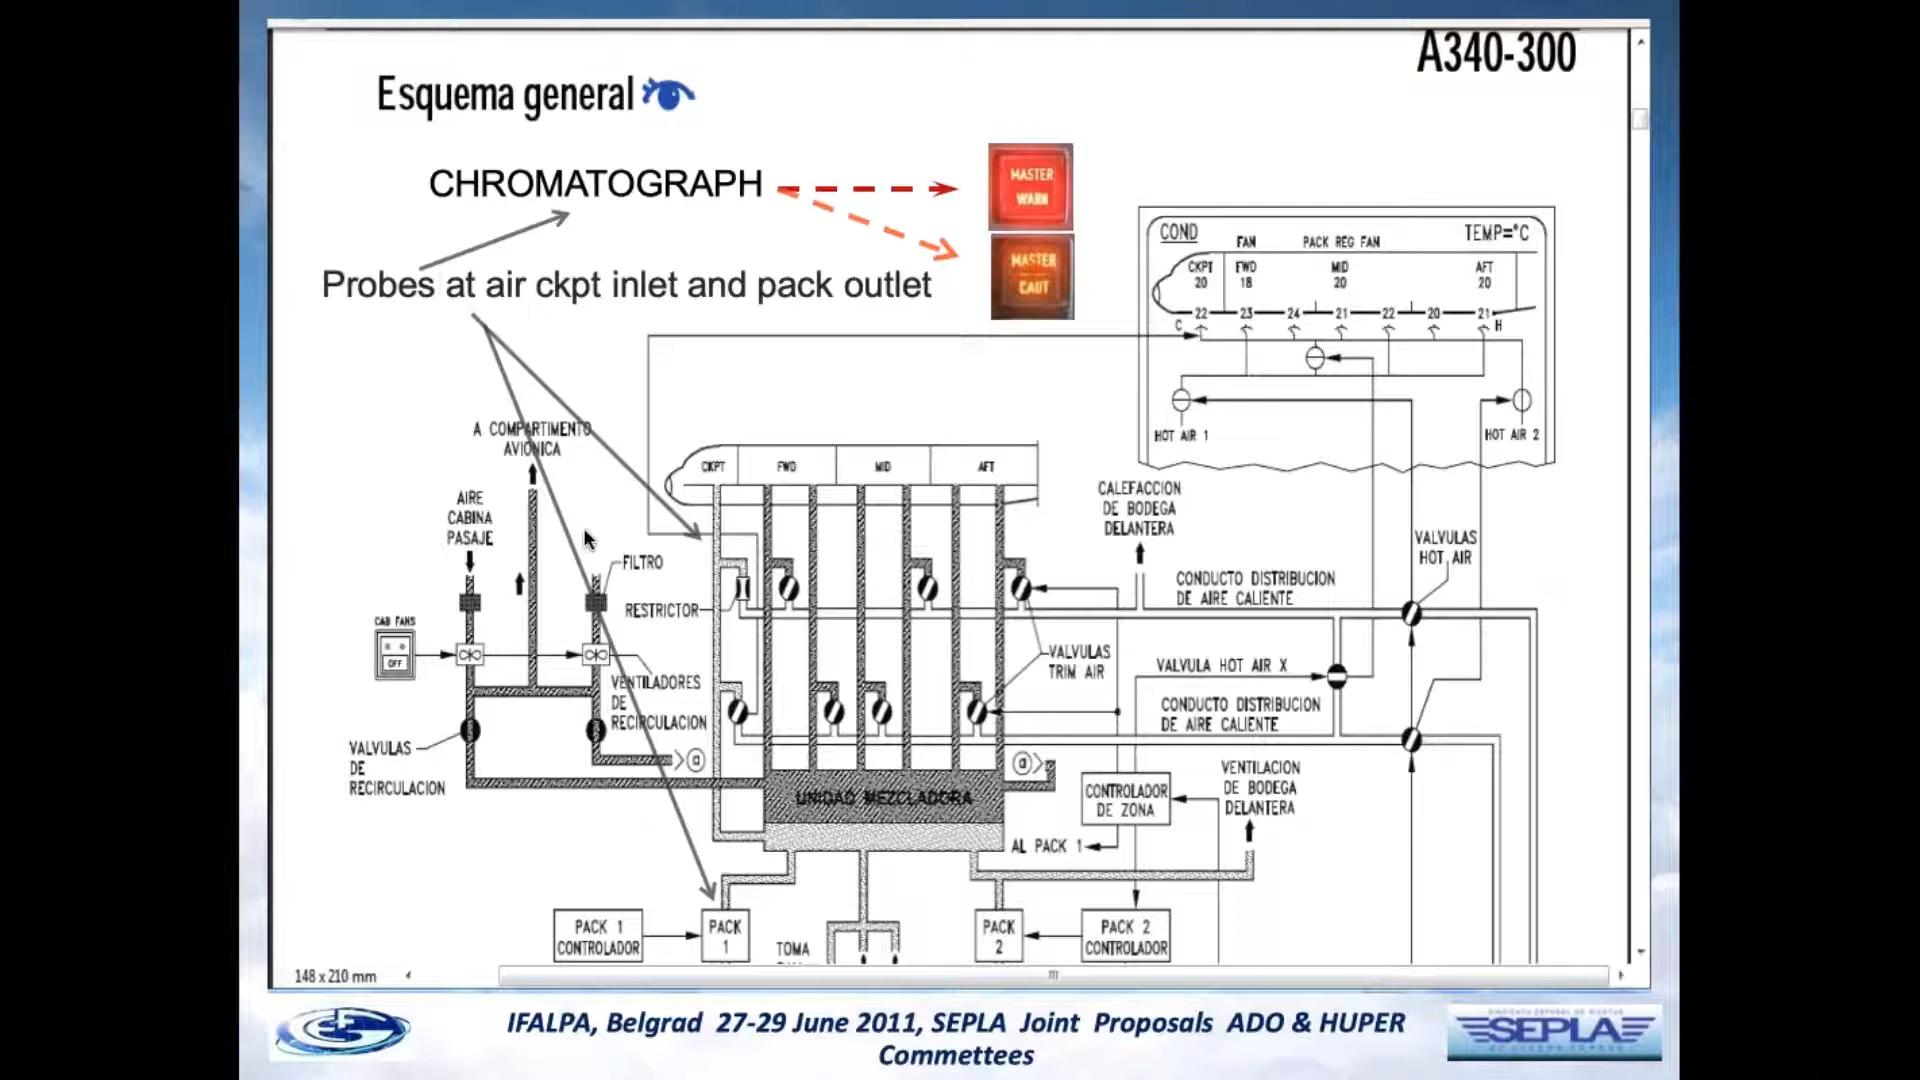 A340-300
Esquema general
CHROMATOGRAPH
MASTER
WARN
Probes at air ckpt inlet and pack outlet
MASTER
CAUT
COND
TEMP=°C
FAN
PACK REG FAN
CKPT
FWD
MID
AFT
20
18
20
20
22
23
24
21
22
20
21
C
H
HOT AIR 1
HOT AIR 2
A COMPARTIMENTO
AVIONICA
CKPT
FWD
MID
AFT
AIRE
CABINA
PASAJE
CALEFACCION
DE BODEGA
DELANTERA
VALVULAS
HOT AIR
FILTRO
CONDUCTO DISTRIBUCION
DE AIRE CALIENTE
RESTRICTOR
CAB FANS
OFF
VALVULAS
TRIM AIR
VALVULA HOT AIR X
VENTILADORES
DE
RECIRCULACION
CONDUCTO DISTRIBUCION
DE AIRE CALIENTE
VALVULAS
DE
RECIRCULACION
a
a
VENTILACION
DE BODEGA
DELANTERA
UNIDAD MEZCLADORA
CONTROLADOR
DE ZONA
AL PACK 1
PACK 1
CONTROLADOR
PACK
1
TOMA
PACK
2
PACK 2
CONTROLADOR
148 x 210 mm
IFALPA, Belgrad 27-29 June 2011, SEPLA Joint Proposals ADO & HUPER
Commettees
SEPLA